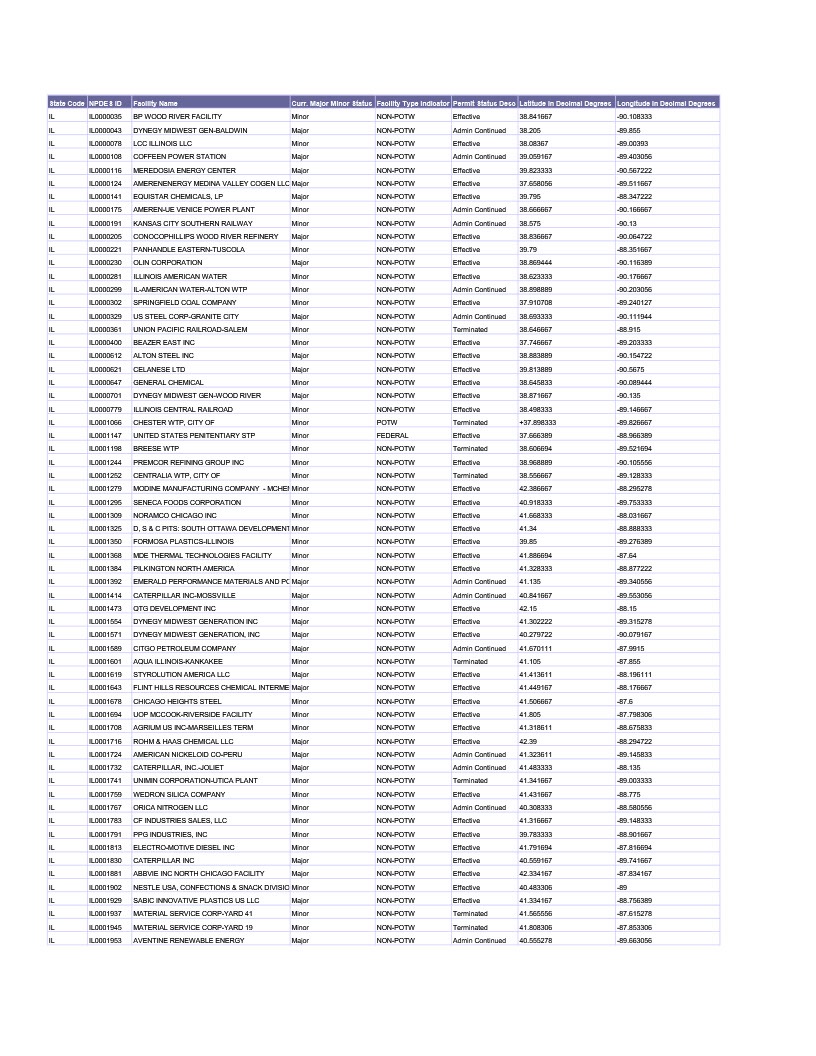 State Code NPDES ID Facility Name Curr. Major Minor Status Facility Type Indicator Permit Status Desc Latitude in Decimal Degrees Longitude in Decimal Degrees
IL IL0000035 BP WOOD RIVER FACILITY Minor NON-POTW Effective 38.841667 -90.108333
IL IL0000043 DYNEGY MIDWEST GEN-BALDWIN Major NON-POTW Admin Continued 38.205 -89.855
IL IL0000078 LCC ILLINOIS LLC Minor NON-POTW Effective 38.08367 -89.00393
IL IL0000108 COFFEEN POWER STATION Major NON-POTW Admin Continued 39.059167 -89.403056
IL IL0000116 MEREDOSIA ENERGY CENTER Major NON-POTW Effective 39.823333 -90.567222
IL IL0000124 AMERENENERGY MEDINA VALLEY COGEN LLC Major NON-POTW Effective 37.658056 -89.511667
IL IL0000141 EQUISTAR CHEMICALS, LP Major NON-POTW Effective 39.795 -88.347222
IL IL0000175 AMEREN-UE VENICE POWER PLANT Minor NON-POTW Admin Continued 38.666667 -90.166667
IL IL0000191 KANSAS CITY SOUTHERN RAILWAY Minor NON-POTW Admin Continued 38.575 -90.13
IL IL0000205 CONOCOPHILLIPS WOOD RIVER REFINERY Major NON-POTW Effective 38.836667 -90.064722
IL IL0000221 PANHANDLE EASTERN-TUSCOLA Minor NON-POTW Effective 39.79 -88.351667
IL IL0000230 OLIN CORPORATION Major NON-POTW Effective 38.869444 -90.116389
IL IL0000281 ILLINOIS AMERICAN WATER Minor NON-POTW Effective 38.623333 -90.176667
IL IL0000299 IL-AMERICAN WATER-ALTON WTP Minor NON-POTW Admin Continued 38.898889 -90.203056
IL IL0000302 SPRINGFIELD COAL COMPANY Minor NON-POTW Effective 37.910708 -89.240127
IL IL0000329 US STEEL CORP-GRANITE CITY Major NON-POTW Admin Continued 38.693333 -90.111944
IL IL0000361 UNION PACIFIC RAILROAD-SALEM Minor NON-POTW Terminated 38.646667 -88.915
IL IL0000400 BEAZER EAST INC Minor NON-POTW Effective 37.746667 -89.203333
IL IL0000612 ALTON STEEL INC Major NON-POTW Effective 38.883889 -90.154722
IL IL0000621 CELANESE LTD Major NON-POTW Effective 39.813889 -90.5675
IL IL0000647 GENERAL CHEMICAL Minor NON-POTW Effective 38.645833 -90.089444
IL IL0000701 DYNEGY MIDWEST GEN-WOOD RIVER Major NON-POTW Effective 38.871667 -90.135
IL IL0000779 ILLINOIS CENTRAL RAILROAD Minor NON-POTW Effective 38.498333 -89.146667
IL IL0001066 CHESTER WTP, CITY OF Minor POTW Terminated +37.898333 -89.826667
IL IL0001147 UNITED STATES PENITENTIARY STP Minor FEDERAL Effective 37.666389 -88.966389
IL IL0001198 BREESE WTP Minor NON-POTW Terminated 38.606694 -89.521694
IL IL0001244 PREMCOR REFINING GROUP INC Minor NON-POTW Effective 38.968889 -90.105556
IL IL0001252 CENTRALIA WTP, CITY OF Minor NON-POTW Terminated 38.556667 -89.128333
IL IL0001279 MODINE MANUFACTURING COMPANY - MCHEN Minor NON-POTW Effective 42.386667 -88.295278
IL IL0001295 SENECA FOODS CORPORATION Minor NON-POTW Effective 40.918333 -89.753333
IL IL0001309 NORAMCO CHICAGO INC Minor NON-POTW Effective 41.668333 -88.031667
IL IL0001325 D, S & C PITS: SOUTH OTTAWA DEVELOPMENT Minor NON-POTW Effective 41.34 -88.888333
IL IL0001350 FORMOSA PLASTICS-ILLINOIS Minor NON-POTW Effective 39.85 -89.276389
IL IL0001368 MDE THERMAL TECHNOLOGIES FACILITY Minor NON-POTW Effective 41.886694 -87.64
IL IL0001384 PILKINGTON NORTH AMERICA Minor NON-POTW Effective 41.328333 -88.877222
IL IL0001392 EMERALD PERFORMANCE MATERIALS AND PO Major NON-POTW Admin Continued 41.135 -89.340556
IL IL0001414 CATERPILLAR INC-MOSSVILLE Major NON-POTW Admin Continued 40.841667 -89.553056
IL IL0001473 QTG DEVELOPMENT INC Minor NON-POTW Effective 42.15 -88.15
IL IL0001554 DYNEGY MIDWEST GENERATION INC Major NON-POTW Effective 41.302222 -89.315278
IL IL0001571 DYNEGY MIDWEST GENERATION, INC Major NON-POTW Effective 40.279722 -90.079167
IL IL0001589 CITGO PETROLEUM COMPANY Major NON-POTW Admin Continued 41.670111 -87.9915
IL IL0001601 AQUA ILLINOIS-KANKAKEE Minor NON-POTW Terminated 41.105 -87.855
IL IL0001619 STYROLUTION AMERICA LLC Major NON-POTW Effective 41.413611 -88.196111
IL IL0001643 FLINT HILLS RESOURCES CHEMICAL INTERME Major NON-POTW Effective 41.449167 -88.176667
IL IL0001678 CHICAGO HEIGHTS STEEL Minor NON-POTW Effective 41.506667 -87.6
IL IL0001694 UOP MCCOOK-RIVERSIDE FACILITY Minor NON-POTW Effective 41.805 -87.798306
IL IL0001708 AGRIUM US INC-MARSEILLES TERM Minor NON-POTW Effective 41.318611 -88.675833
IL IL0001716 ROHM & HAAS CHEMICAL LLC Major NON-POTW Effective 42.39 -88.294722
IL IL0001724 AMERICAN NICKELOID CO-PERU Major NON-POTW Admin Continued 41.323611 -89.145833
IL IL0001732 CATERPILLAR, INC.-JOLIET Major NON-POTW Admin Continued 41.483333 -88.135
IL IL0001741 UNIMIN CORPORATION-UTICA PLANT Minor NON-POTW Terminated 41.341667 -89.003333
IL IL0001759 WEDRON SILICA COMPANY Minor NON-POTW Effective 41.431667 -88.775
IL IL0001767 ORICA NITROGEN LLC Minor NON-POTW Admin Continued 40.308333 -88.580556
IL IL0001783 CF INDUSTRIES SALES, LLC Minor NON-POTW Effective 41.316667 -89.148333
IL IL0001791 PPG INDUSTRIES, INC Minor NON-POTW Effective 39.783333 -88.901667
IL IL0001813 ELECTRO-MOTIVE DIESEL INC Minor NON-POTW Effective 41.791694 -87.816694
IL IL0001830 CATERPILLAR INC Major NON-POTW Effective 40.559167 -89.741667
IL IL0001881 ABBVIE INC NORTH CHICAGO FACILITY Major NON-POTW Effective 42.334167 -87.834167
IL IL0001902 NESTLE USA, CONFECTIONS & SNACK DIVISIO Minor NON-POTW Effective 40.483306 -89
IL IL0001929 SABIC INNOVATIVE PLASTICS US LLC Major NON-POTW Effective 41.334167 -88.756389
IL IL0001937 MATERIAL SERVICE CORP-YARD 41 Minor NON-POTW Terminated 41.565556 -87.615278
IL IL0001945 MATERIAL SERVICE CORP-YARD 19 Minor NON-POTW Terminated 41.808306 -87.853306
IL IL0001953 AVENTINE RENEWABLE ENERGY Major NON-POTW Admin Continued 40.555278 -89.663056